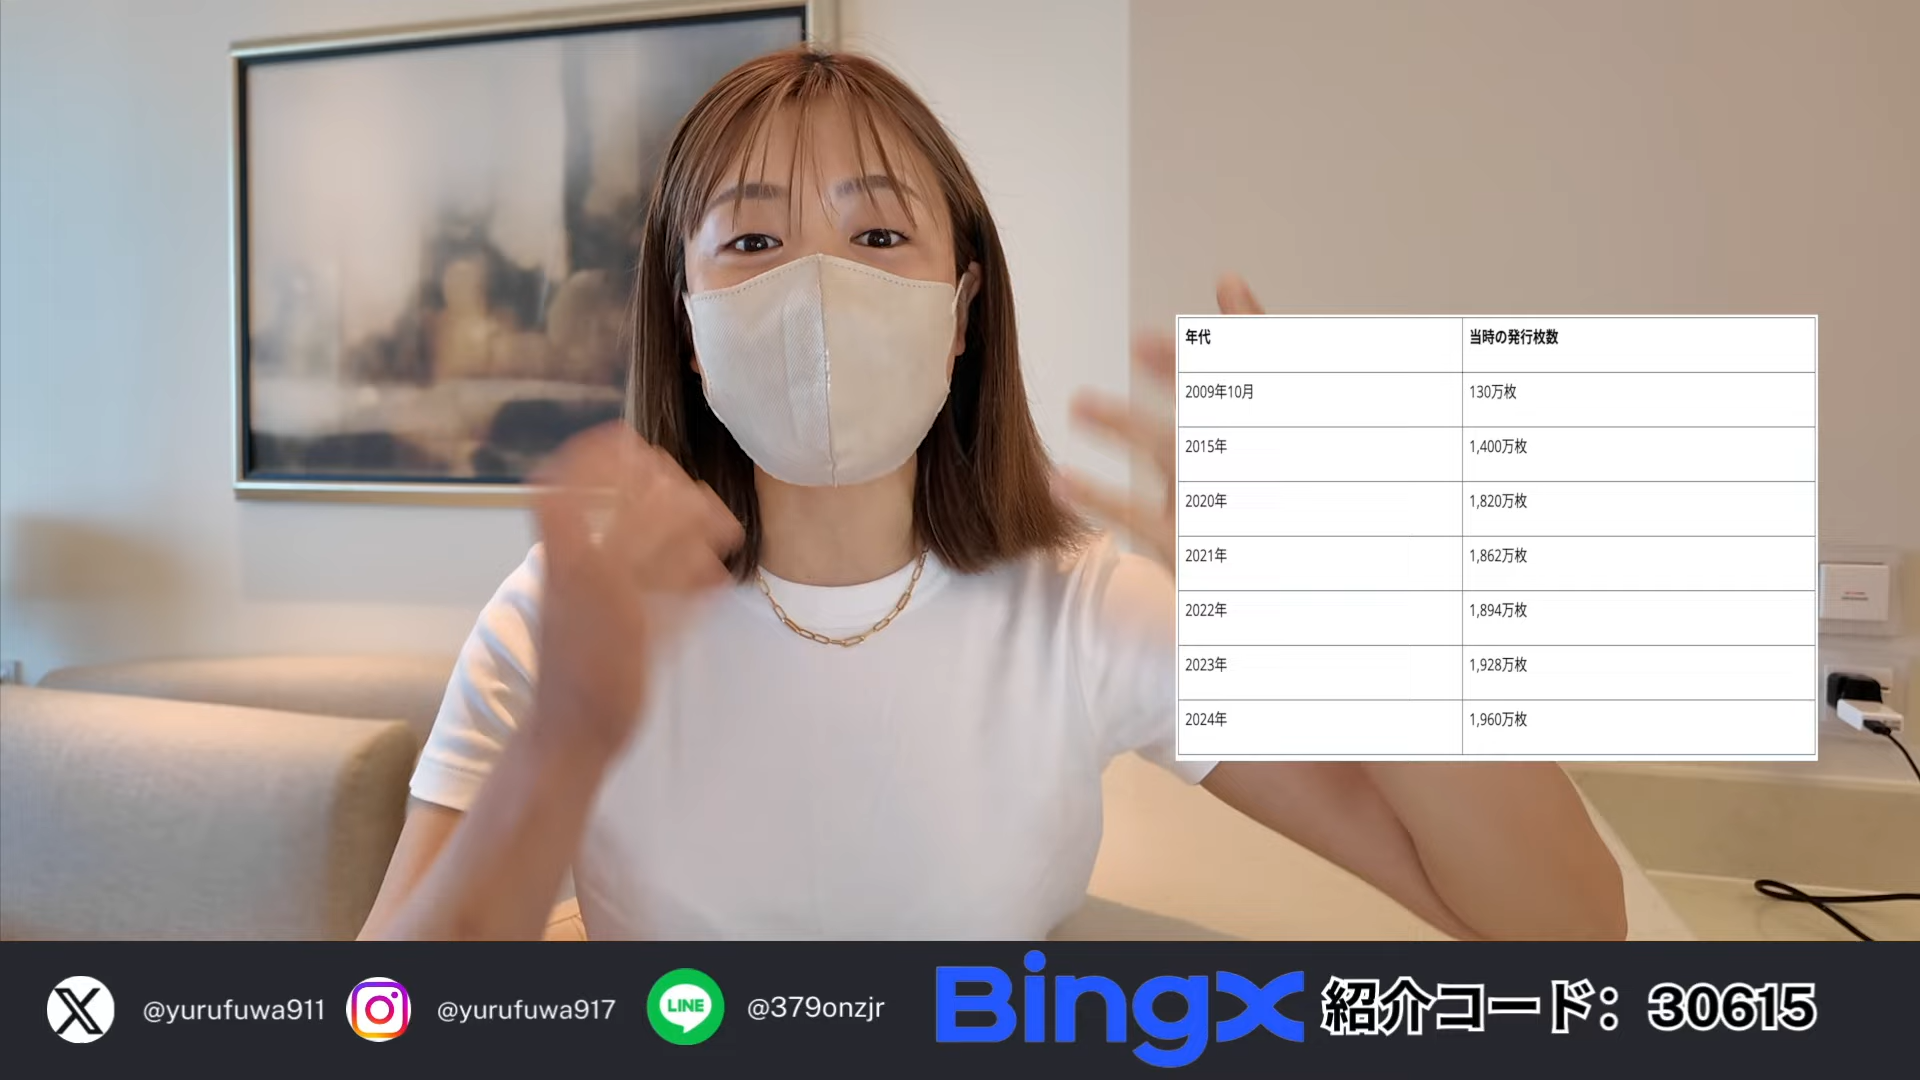 年代 当時の発行枚数
2009年10月 130万枚
2015年 1,400万枚
2020年 1,820万枚
2021年 1,862万枚
2022年 1,894万枚
2023年 1,928万枚
2024年 1,960万枚
@yurufuwa911 @yurufuwa917 LINE @379onzjr BingX 紹介コード：30615